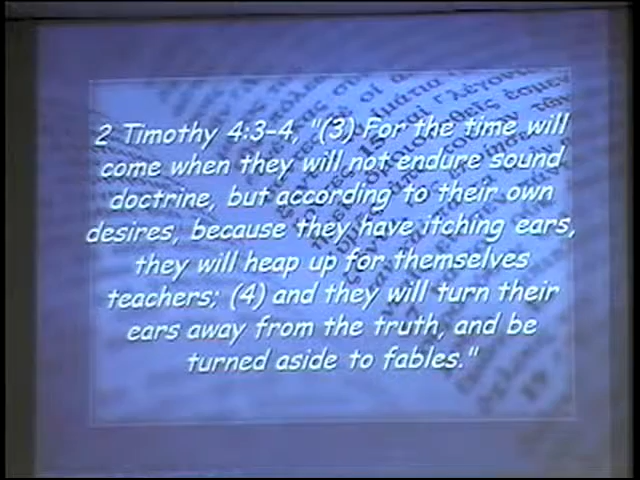 2 Timothy 4:3-4, "(3) For the time will
come when they will not endure sound
doctrine, but according to their own
desires, because they have itching ears,
they will heap up for themselves
teachers; (4) and they will turn their
ears away from the truth, and be
turned aside to fables."